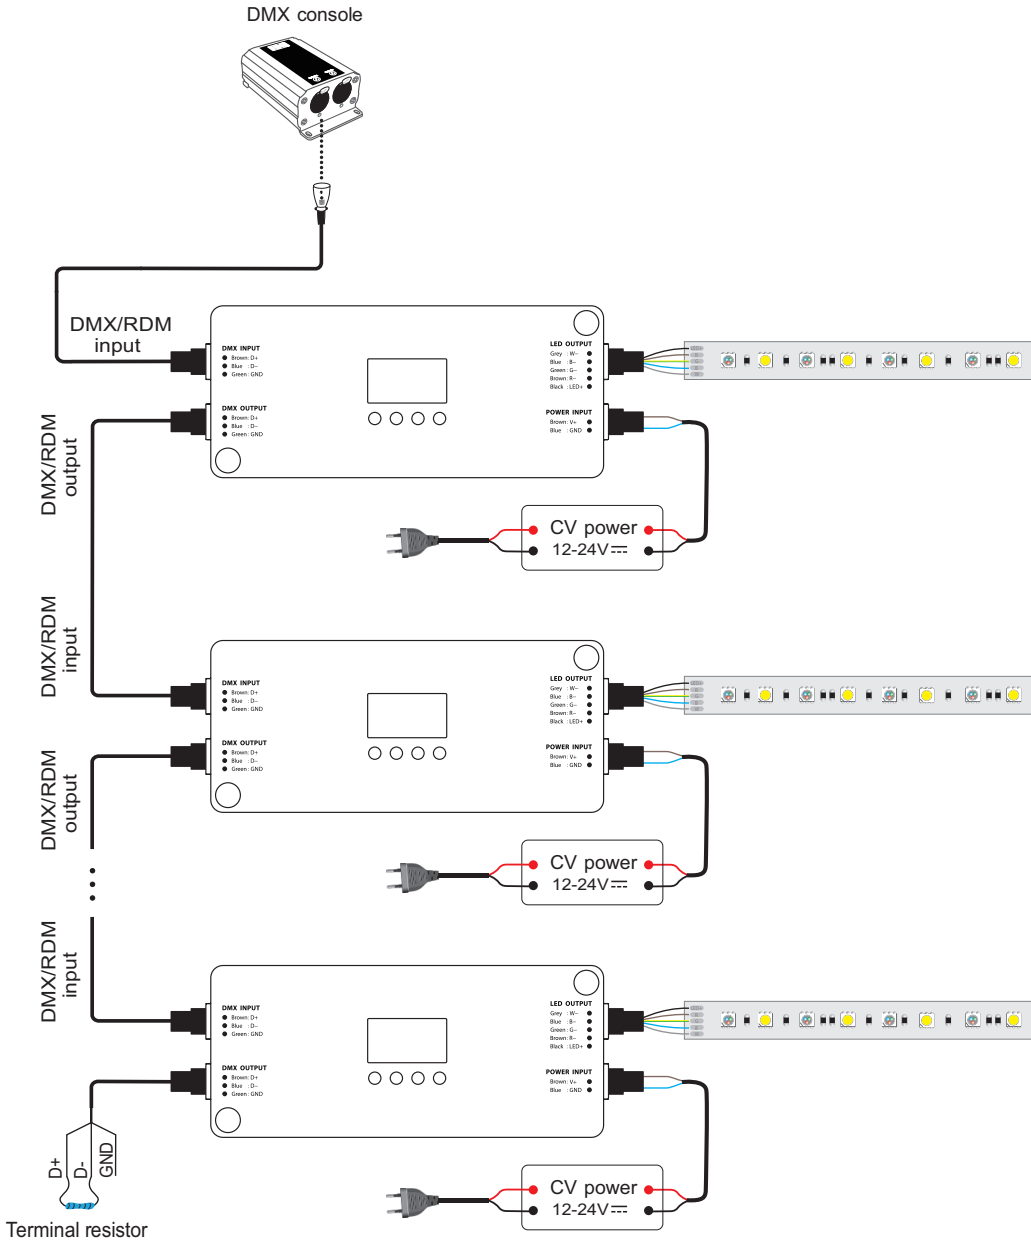 DMX console
DMX/RDM
input
DMX INPUT
Brown: D+
Blue : D–
Green: GND
DMX OUTPUT
Brown: D+
Blue : D–
Green: GND
LED OUTPUT
Grey : W–
Blue : B–
Green : G–
Brown: R–
Black : LED+
POWER INPUT
Brown: V+
Blue : GND
DMX/RDM
output
CV power
12-24V
DMX/RDM
input
DMX INPUT
Brown: D+
Blue : D–
Green: GND
DMX OUTPUT
Brown: D+
Blue : D–
Green: GND
LED OUTPUT
Grey : W–
Blue : B–
Green : G–
Brown: R–
Black : LED+
POWER INPUT
Brown: V+
Blue : GND
DMX/RDM
output
CV power
12-24V
DMX/RDM
input
DMX INPUT
Brown: D+
Blue : D–
Green: GND
DMX OUTPUT
Brown: D+
Blue : D–
Green: GND
LED OUTPUT
Grey : W–
Blue : B–
Green : G–
Brown: R–
Black : LED+
POWER INPUT
Brown: V+
Blue : GND
CV power
12-24V
D+
D-
GND
Terminal resistor